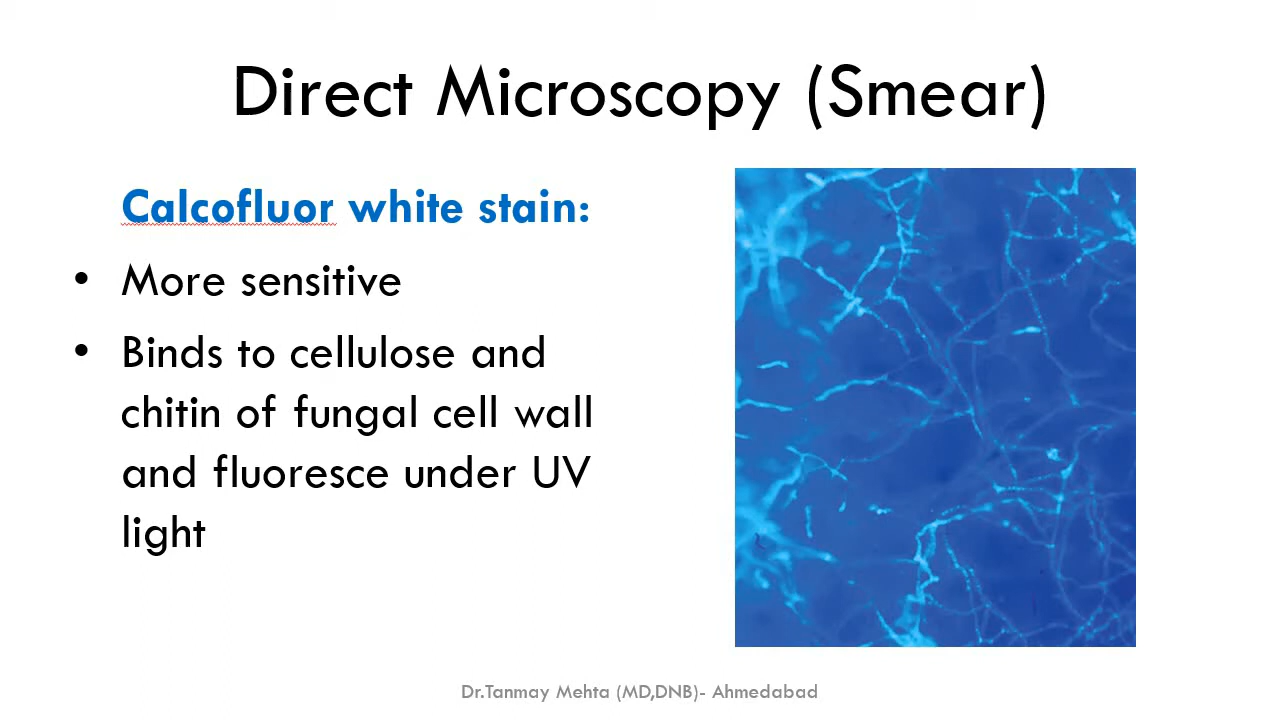 Direct Microscopy (Smear)
Calcofluor white stain:
• More sensitive
• Binds to cellulose and
chitin of fungal cell wall
and fluoresce under UV
light
Dr.Tanmay Mehta (MD,DNB)- Ahmedabad